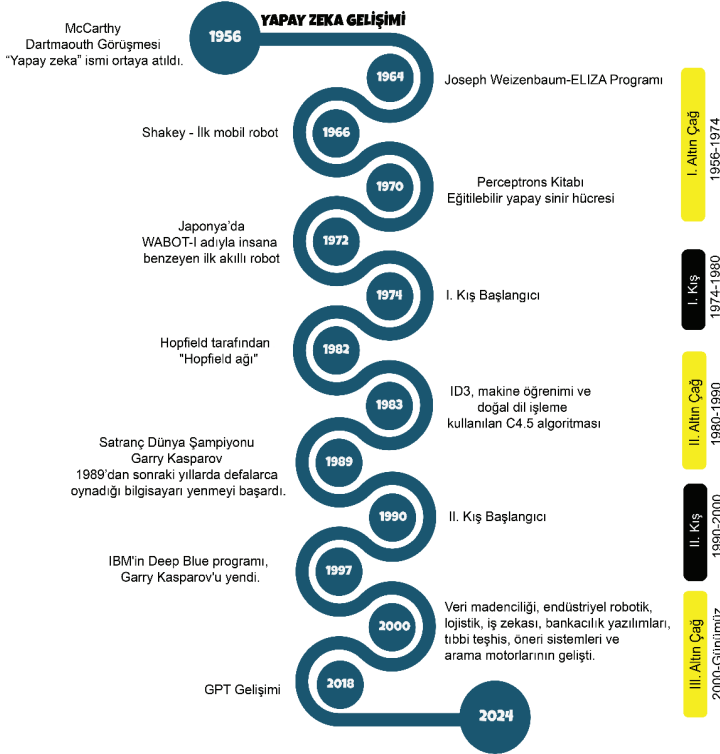 YAPAY ZEKA GELİŞİMİ
1956
McCarthy
Dartmaouth Görüşmesi
“Yapay zeka” ismi ortaya atıldı.
1964
Joseph Weizenbaum-ELIZA Programı
1966
Shakey - İlk mobil robot
1970
Perceptrons Kitabı
Eğitilebilir yapay sinir hücresi
1972
Japonya’da
WABOT-I adıyla insana
benzeyen ilk akıllı robot
1974
I. Kış Başlangıcı
1982
Hopfield tarafından
"Hopfield ağı"
1983
ID3, makine öğrenimi ve
doğal dil işleme
kullanılan C4.5 algoritması
1989
Satranç Dünya Şampiyonu
Garry Kasparov
1989’dan sonraki yıllarda defalarca
oynadığı bilgisayarı yenmeyi başardı.
1990
II. Kış Başlangıcı
1997
IBM'in Deep Blue programı,
Garry Kasparov'u yendi.
2000
Veri madenciliği, endüstriyel robotik,
lojistik, iş zekası, bankacılık yazılımları,
tıbbi teşhis, öneri sistemleri ve
arama motorlarının gelişti.
2018
GPT Gelişimi
2024
I. Altın Çağ
1956-1974
I. Kış
1974-1980
II. Altın Çağ
1980-1990
II. Kış
1990-2000
III. Altın Çağ
2000-Günümüz